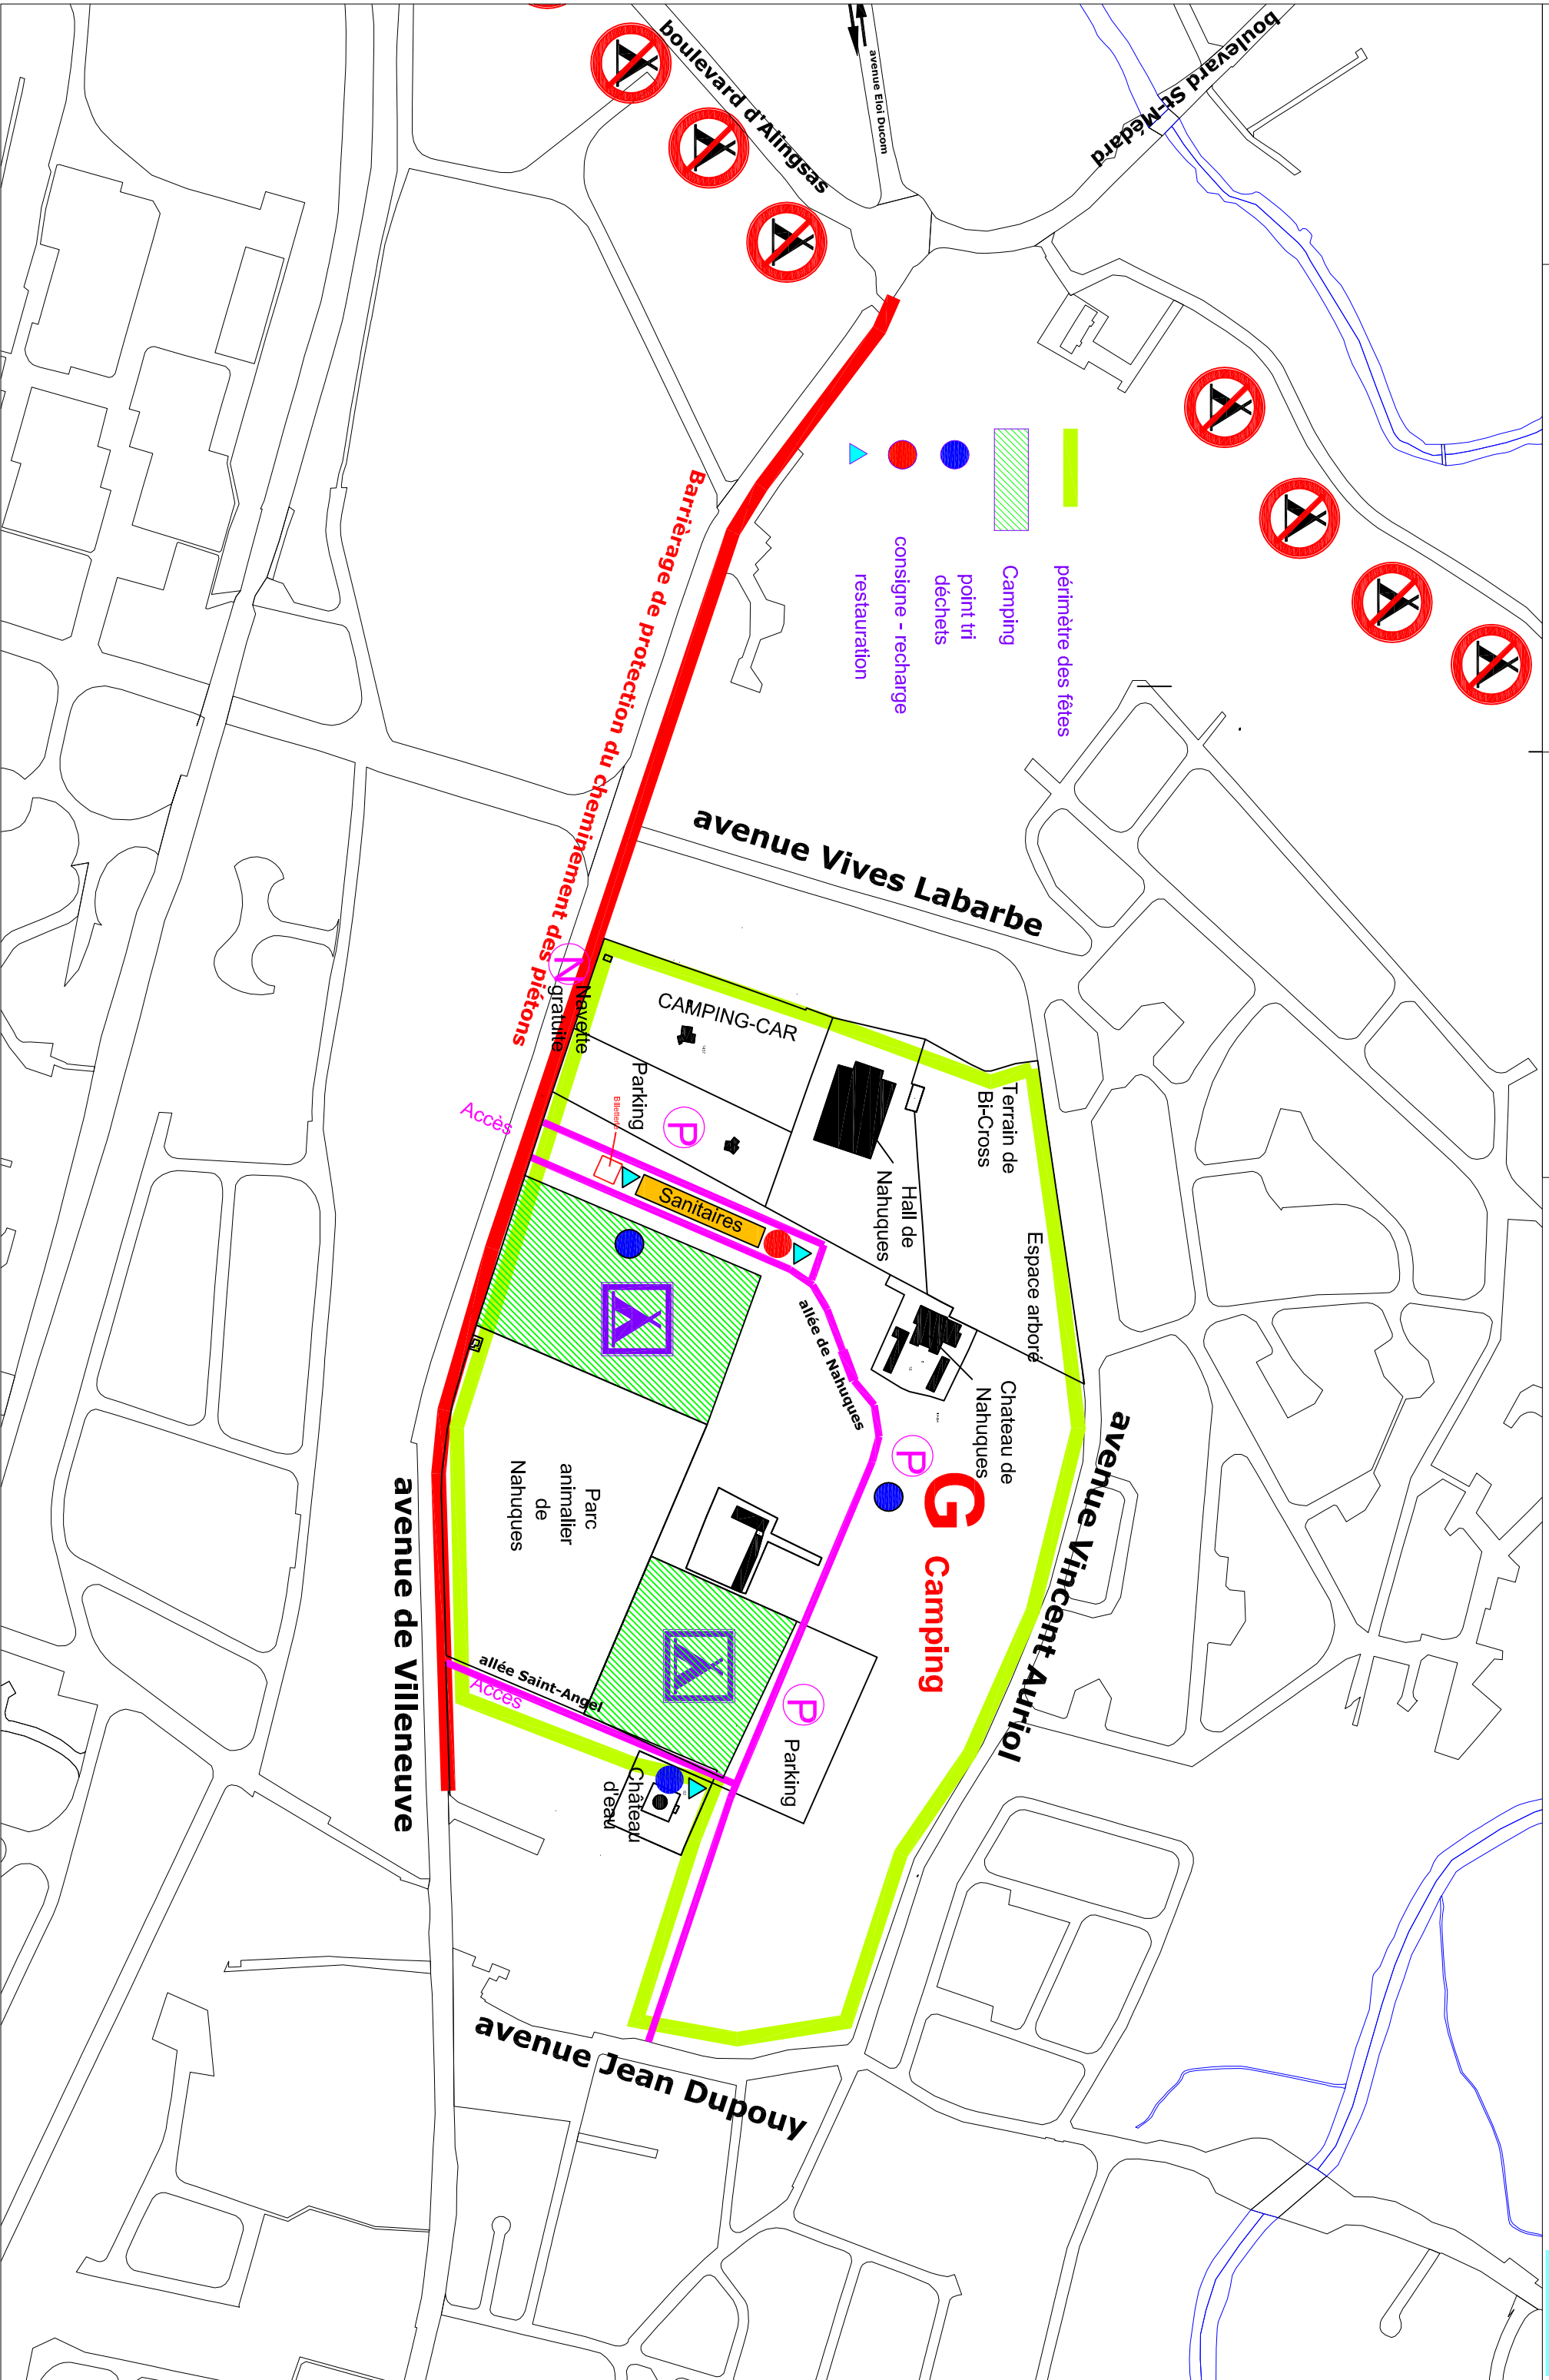 boulevard d'Alingsas
avenue Eloi Ducom
boulevard St-Médard
périmètre des fêtes
Camping
point tri
déchets
consigne - recharge
restauration
Barrièrage de protection du cheminement des piétons
avenue Vives Labarbe
N
Navette
gratuite
CAMPING-CAR
Parking
P
Billetterie
Accès
Sanitaires
Terrain de
Bi-Cross
Hall de
Nahuques
Espace arboré
allée de Nahuques
Chateau de
Nahuques
P
G Camping
avenue Vincent Auriol
Parc
animalier
de
Nahuques
avenue de Villeneuve
allée Saint-Angel
Accès
P
Parking
Château
d'eau
avenue Jean Dupouy